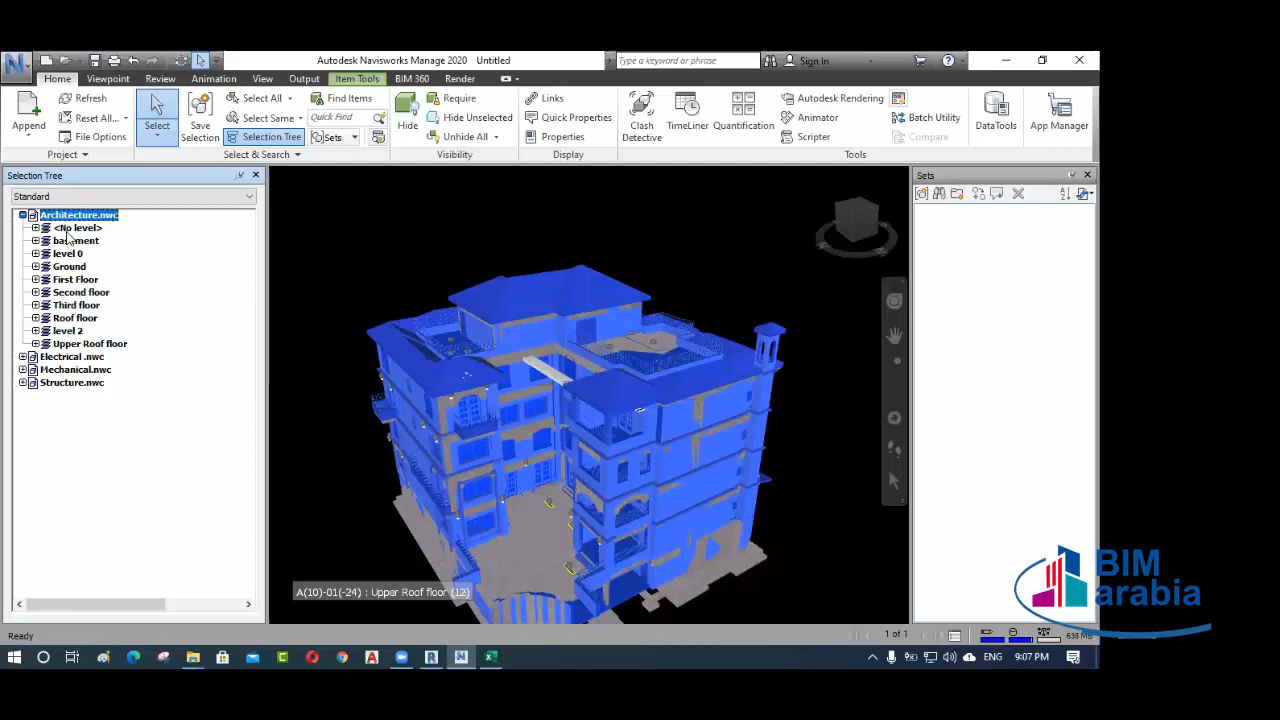 Autodesk Navisworks Manage 2020 Untitled
Type a keyword or phrase
Sign In
Home Viewpoint Review Animation View Output Item Tools BIM 360 Render
Append
Refresh
Reset All...
File Options
Project
Select
Save Selection
Select All
Select Same
Selection Tree
Find Items
Quick Find
Sets
Select & Search
Hide
Require
Hide Unselected
Unhide All
Visibility
Links
Quick Properties
Properties
Display
Clash Detective
TimeLiner
Quantification
Autodesk Rendering
Animator
Scripter
Batch Utility
Compare
Tools
DataTools
App Manager
Selection Tree
Standard
Architecture.nwc
<No level>
basement
level 0
Ground
First Floor
Second floor
Third floor
Roof floor
level 2
Upper Roof floor
Electrical .nwc
Mechanical.nwc
Structure.nwc
Sets
A(10)-01(-24) : Upper Roof floor (12)
BIM
arabia
Ready
1 of 1
638 MB
ENG
9:07 PM